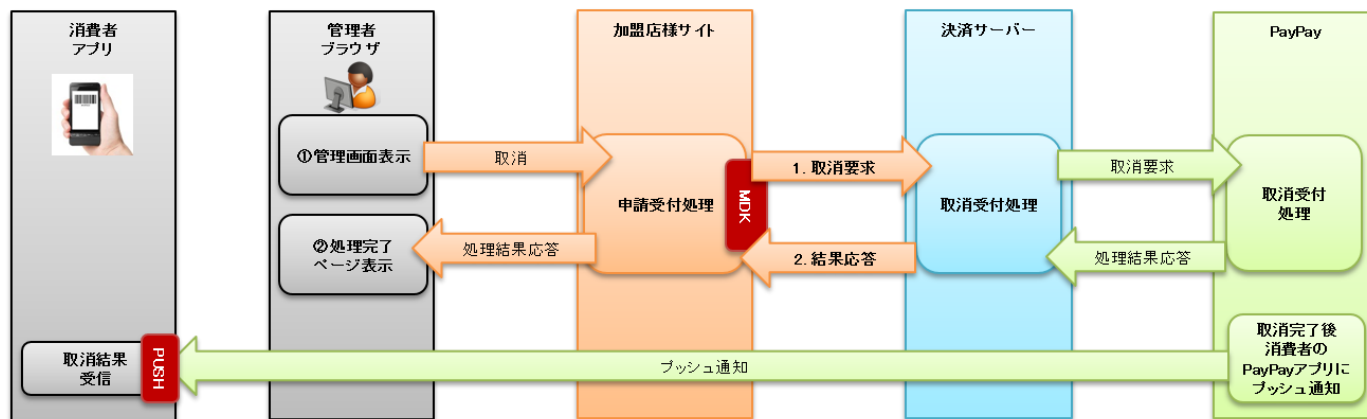 消費者
アプリ
管理者
ブラウザ
加盟店様サイト
決済サーバー
PayPay
①管理画面表示
取消
申請受付処理
MDK
1. 取消要求
取消受付処理
取消要求
取消受付
処理
②処理完了
ページ表示
処理結果応答
2. 結果応答
処理結果応答
取消結果
受信
PUSH
プッシュ通知
取消完了後
消費者の
PayPayアプリに
プッシュ通知